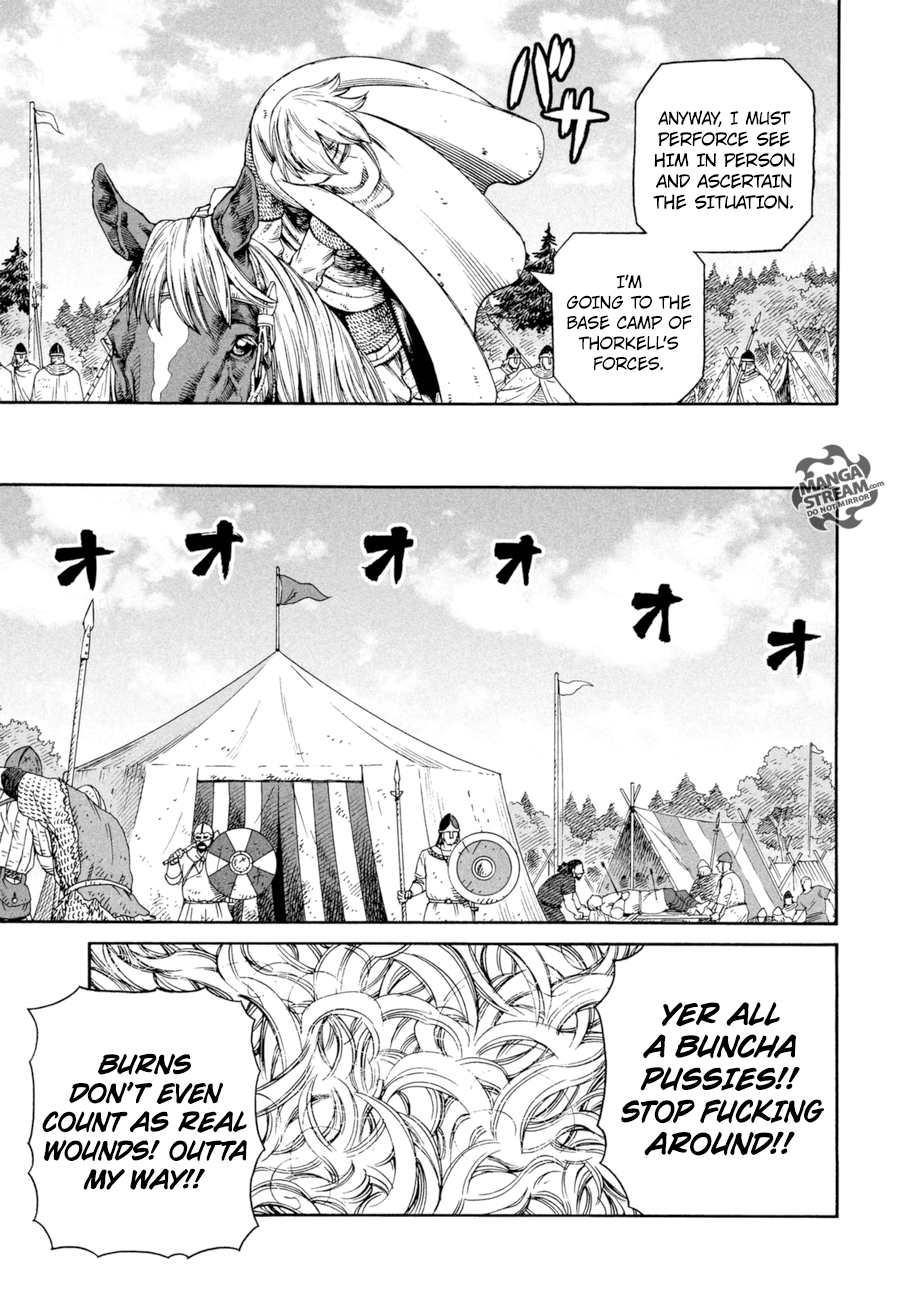 バサ
ANYWAY, I MUST
PERFORCE SEE
HIM IN PERSON
AND ASCERTAIN
THE SITUATION.
I'M
GOING TO THE
BASE CAMP OF
THORKELL'S
FORCES.
MANGA
STREAM.com
DO NOT MIRROR
オオオオオオ
YER ALL
A BUNCHA
PUSSIES!!
STOP FUCKING
AROUND!!
BURNS
DON'T EVEN
COUNT AS REAL
WOUNDS! OUTTA
MY WAY!!